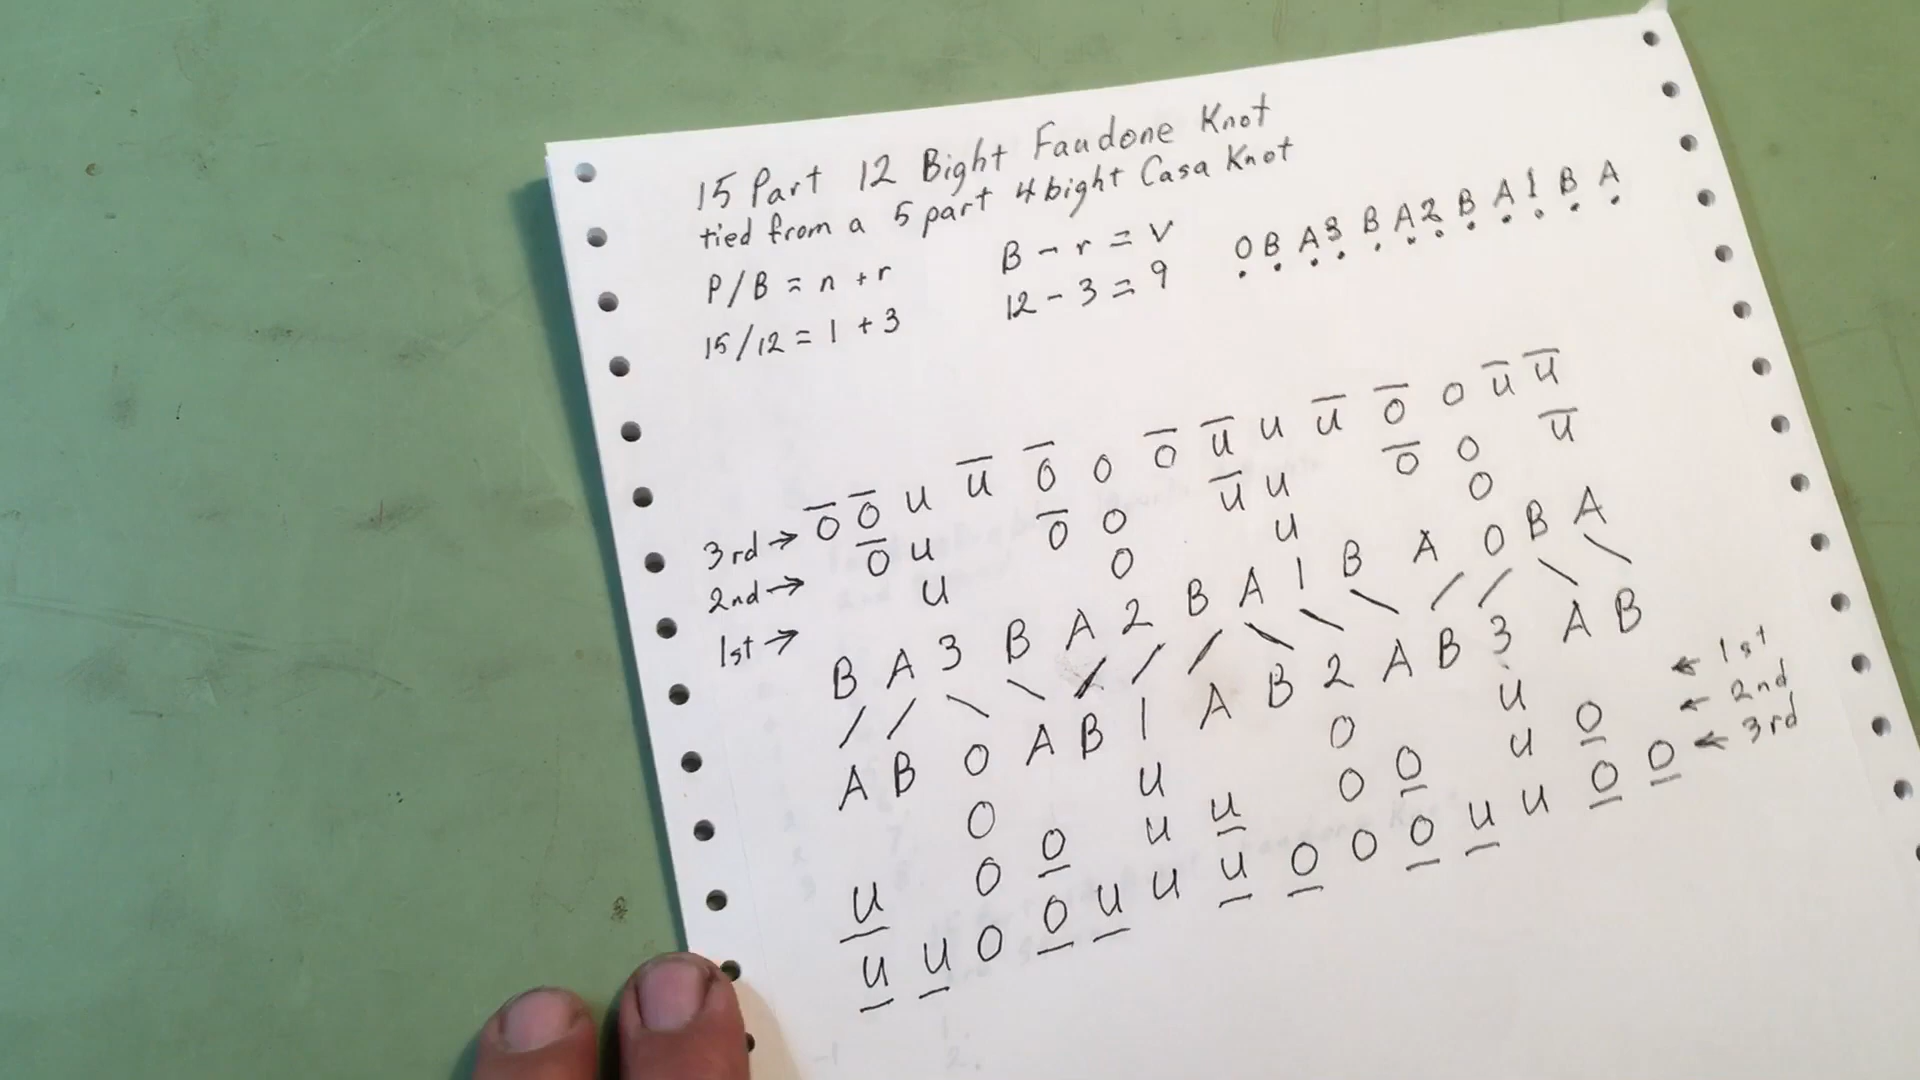 15 Part 12 Bight Faudone Knot
tied from a 5 part 4 bight Casa Knot
P/B = n + r
B - r = V
O B A 3 B A 2 B A 1 B A
15/12 = 1 + 3
12 - 3 = 9
3rd → O̅ O̅ u u̅ O̅ O O̅ u̅ u u̅ O̅ O u̅ u̅
2nd → O̅ u O̅ O u̅ u O̅ O u̅
1st → u O u O
B A 3 B A 2 B A 1 B A O B A
/ / \ \ / / / \ \ \ / / \ \
A B O A B 1 A B 2 A B 3 A B
O u O u ← 1st
u̲ O O̲ u u̲ O O̲ u O̲ ← 2nd
u̲ u̲ O O̲ u̲ u u̲ O̲ O O̲ u̲ u O̲ O̲ ← 3rd